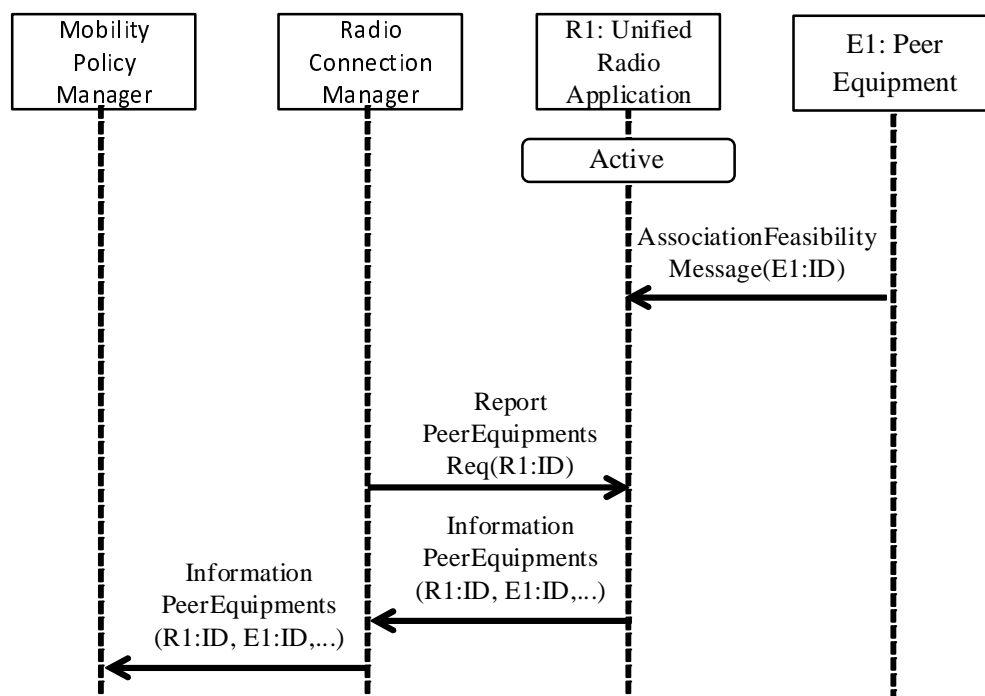 Mobility
Policy
Manager
Radio
Connection
Manager
R1: Unified
Radio
Application
E1: Peer
Equipment
Active
AssociationFeasibility
Message(E1:ID)
Report
PeerEquipments
Req(R1:ID)
Information
PeerEquipments
(R1:ID, E1:ID,...)
Information
PeerEquipments
(R1:ID, E1:ID,...)